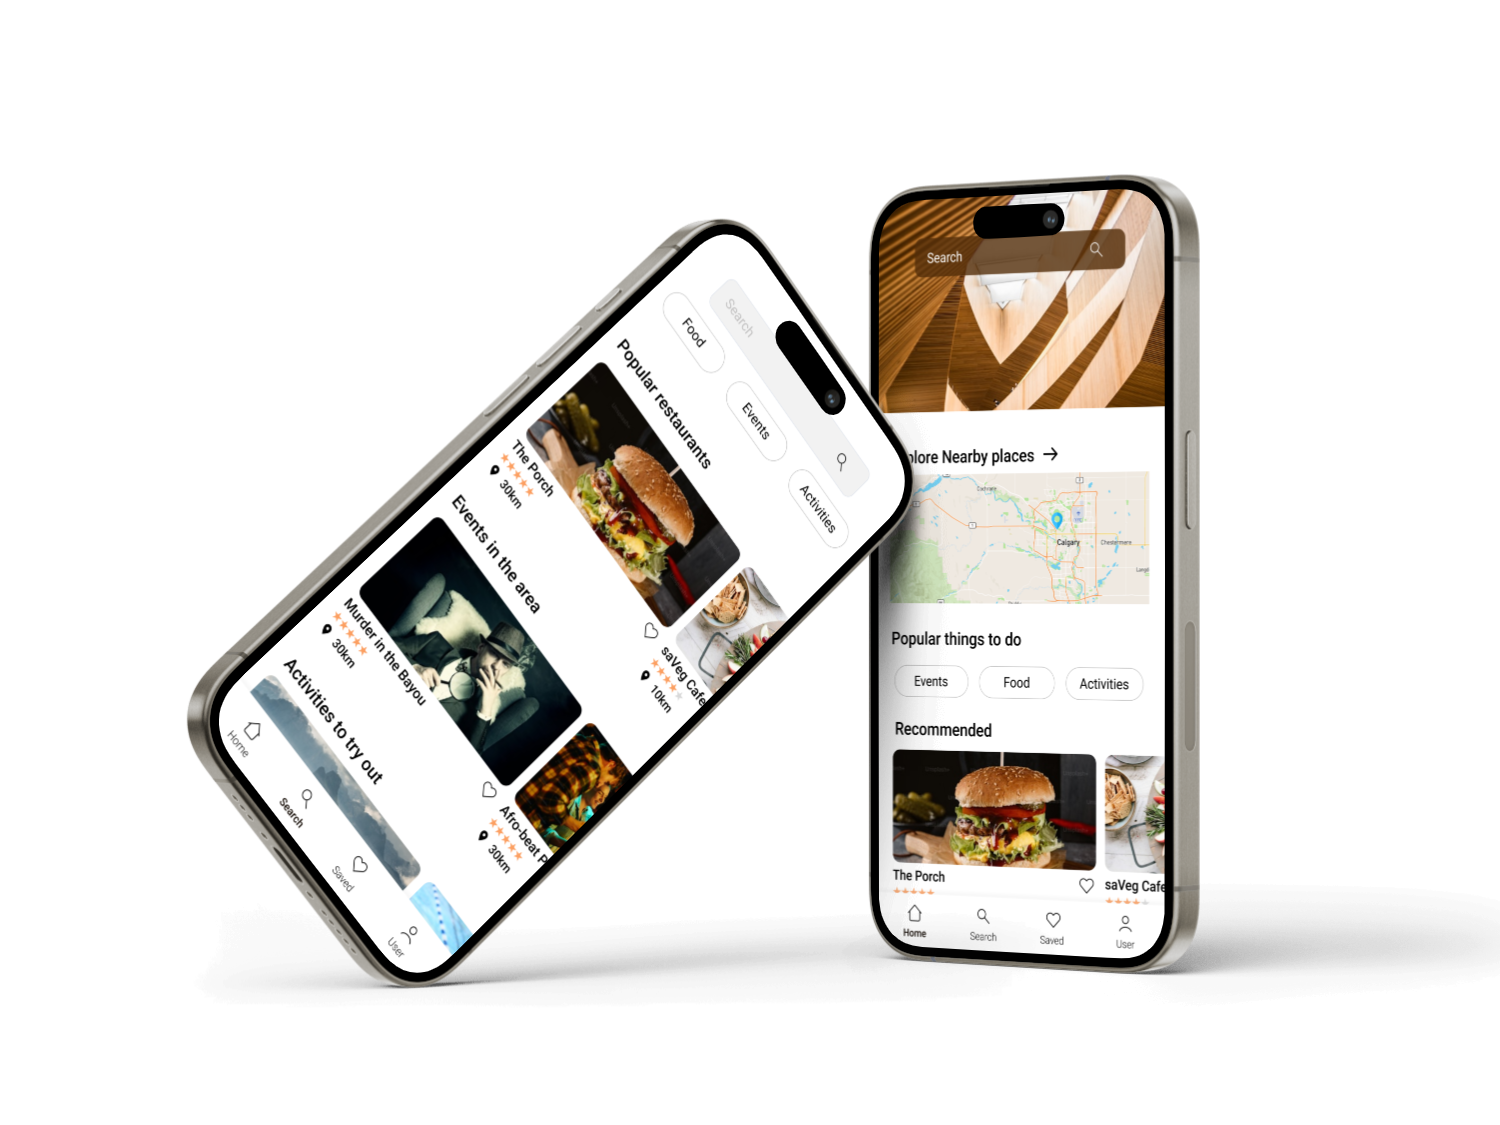 Search
Food
Events
Activities
Popular restaurants
The Porch
30km
saVeg Cafe
10km
Events in the area
Murder in the Bayou
30km
Afro-beat P
30km
Activities to try out
Home
Search
Saved
User
Search
plore Nearby places
Calgary
Chestermere
Popular things to do
Events
Food
Activities
Recommended
The Porch
saVeg Cafe
Home
Search
Saved
User